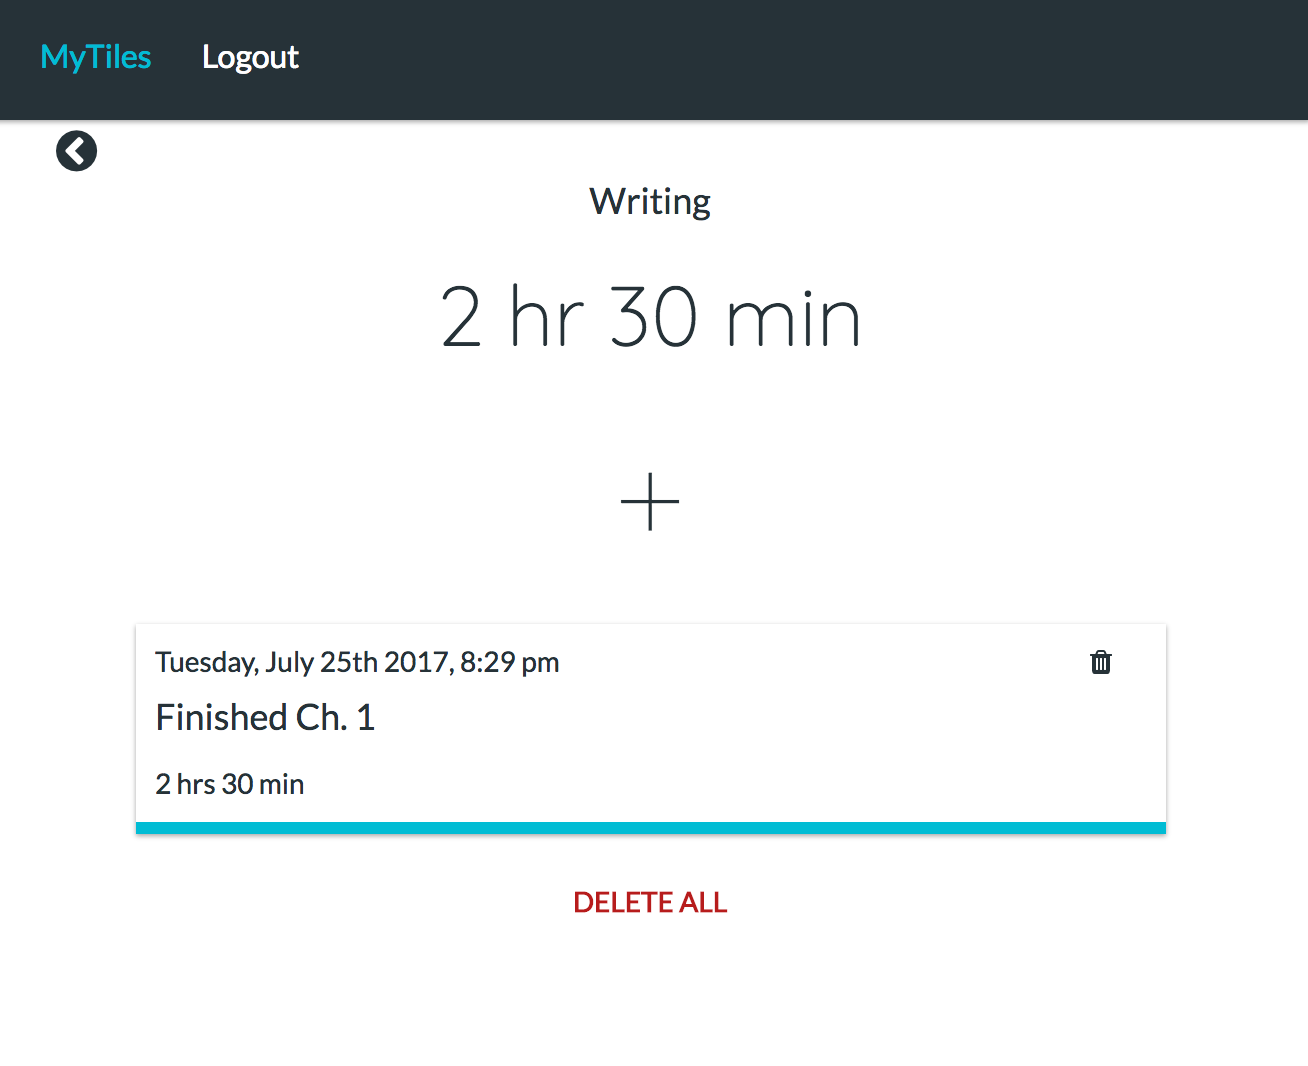 MyTiles Logout
Writing
2 hr 30 min
Tuesday, July 25th 2017, 8:29 pm
Finished Ch. 1
2 hrs 30 min
DELETE ALL